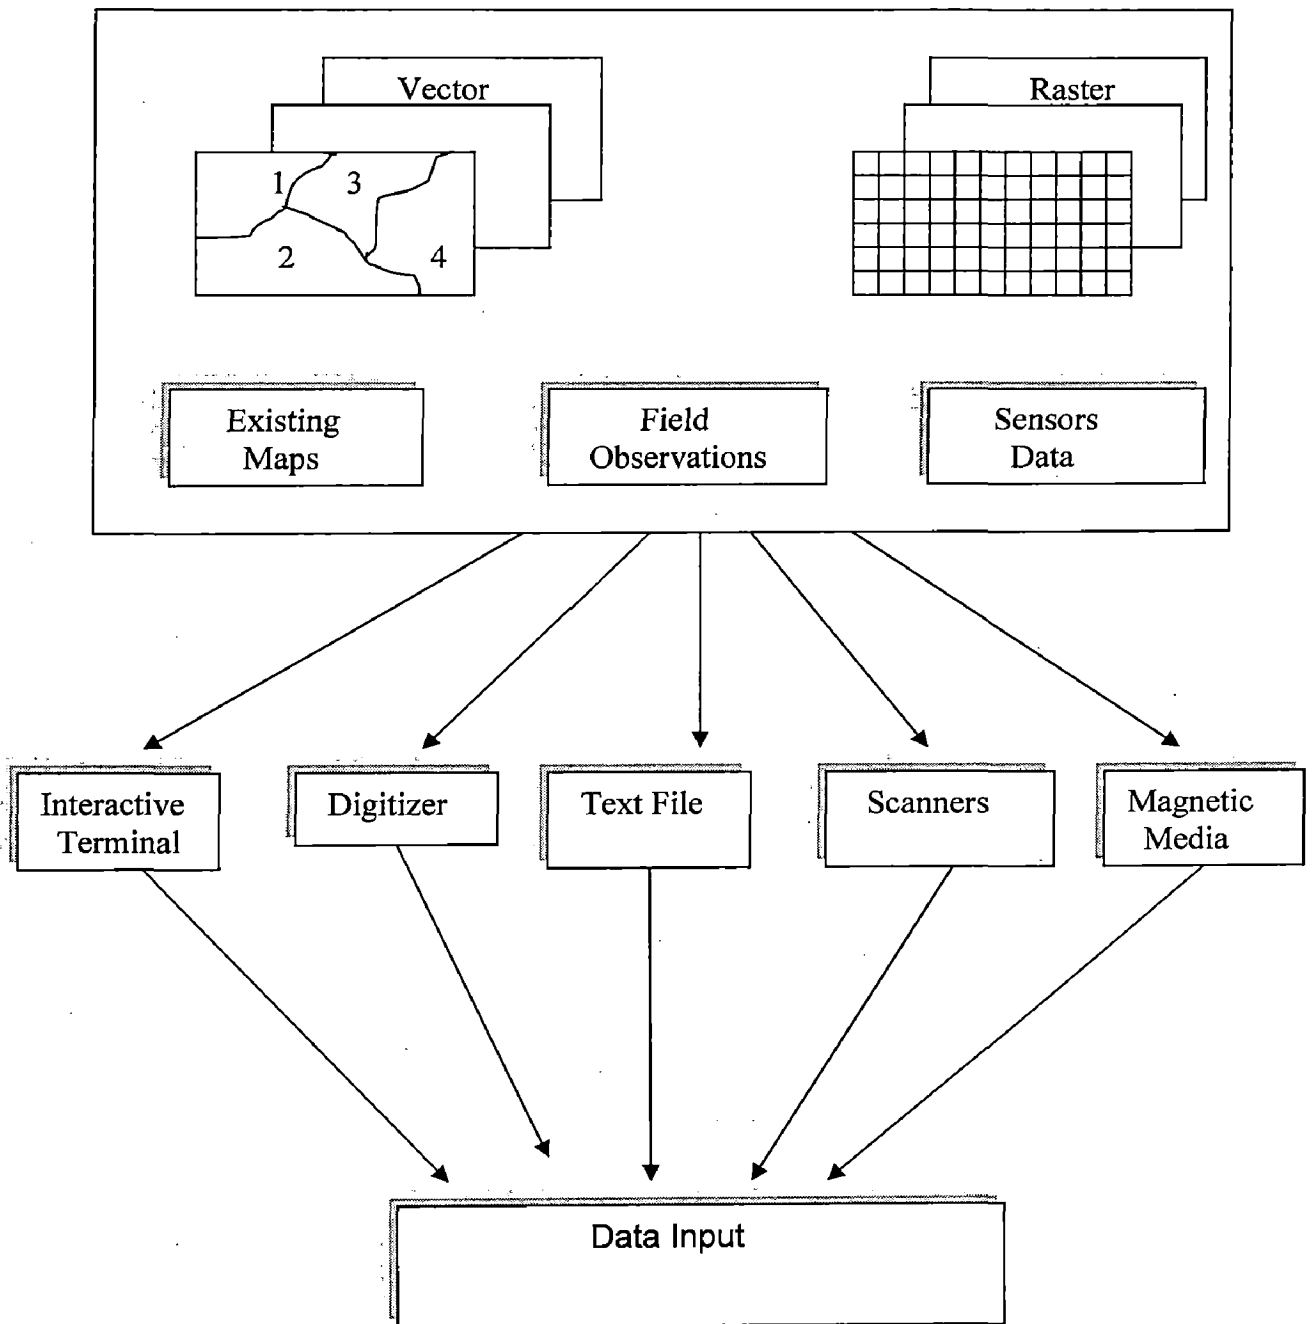 Vector
Raster
1
3
2
4
Existing
Maps
Field
Observations
Sensors
Data
Interactive
Terminal
Digitizer
Text File
Scanners
Magnetic
Media
Data Input